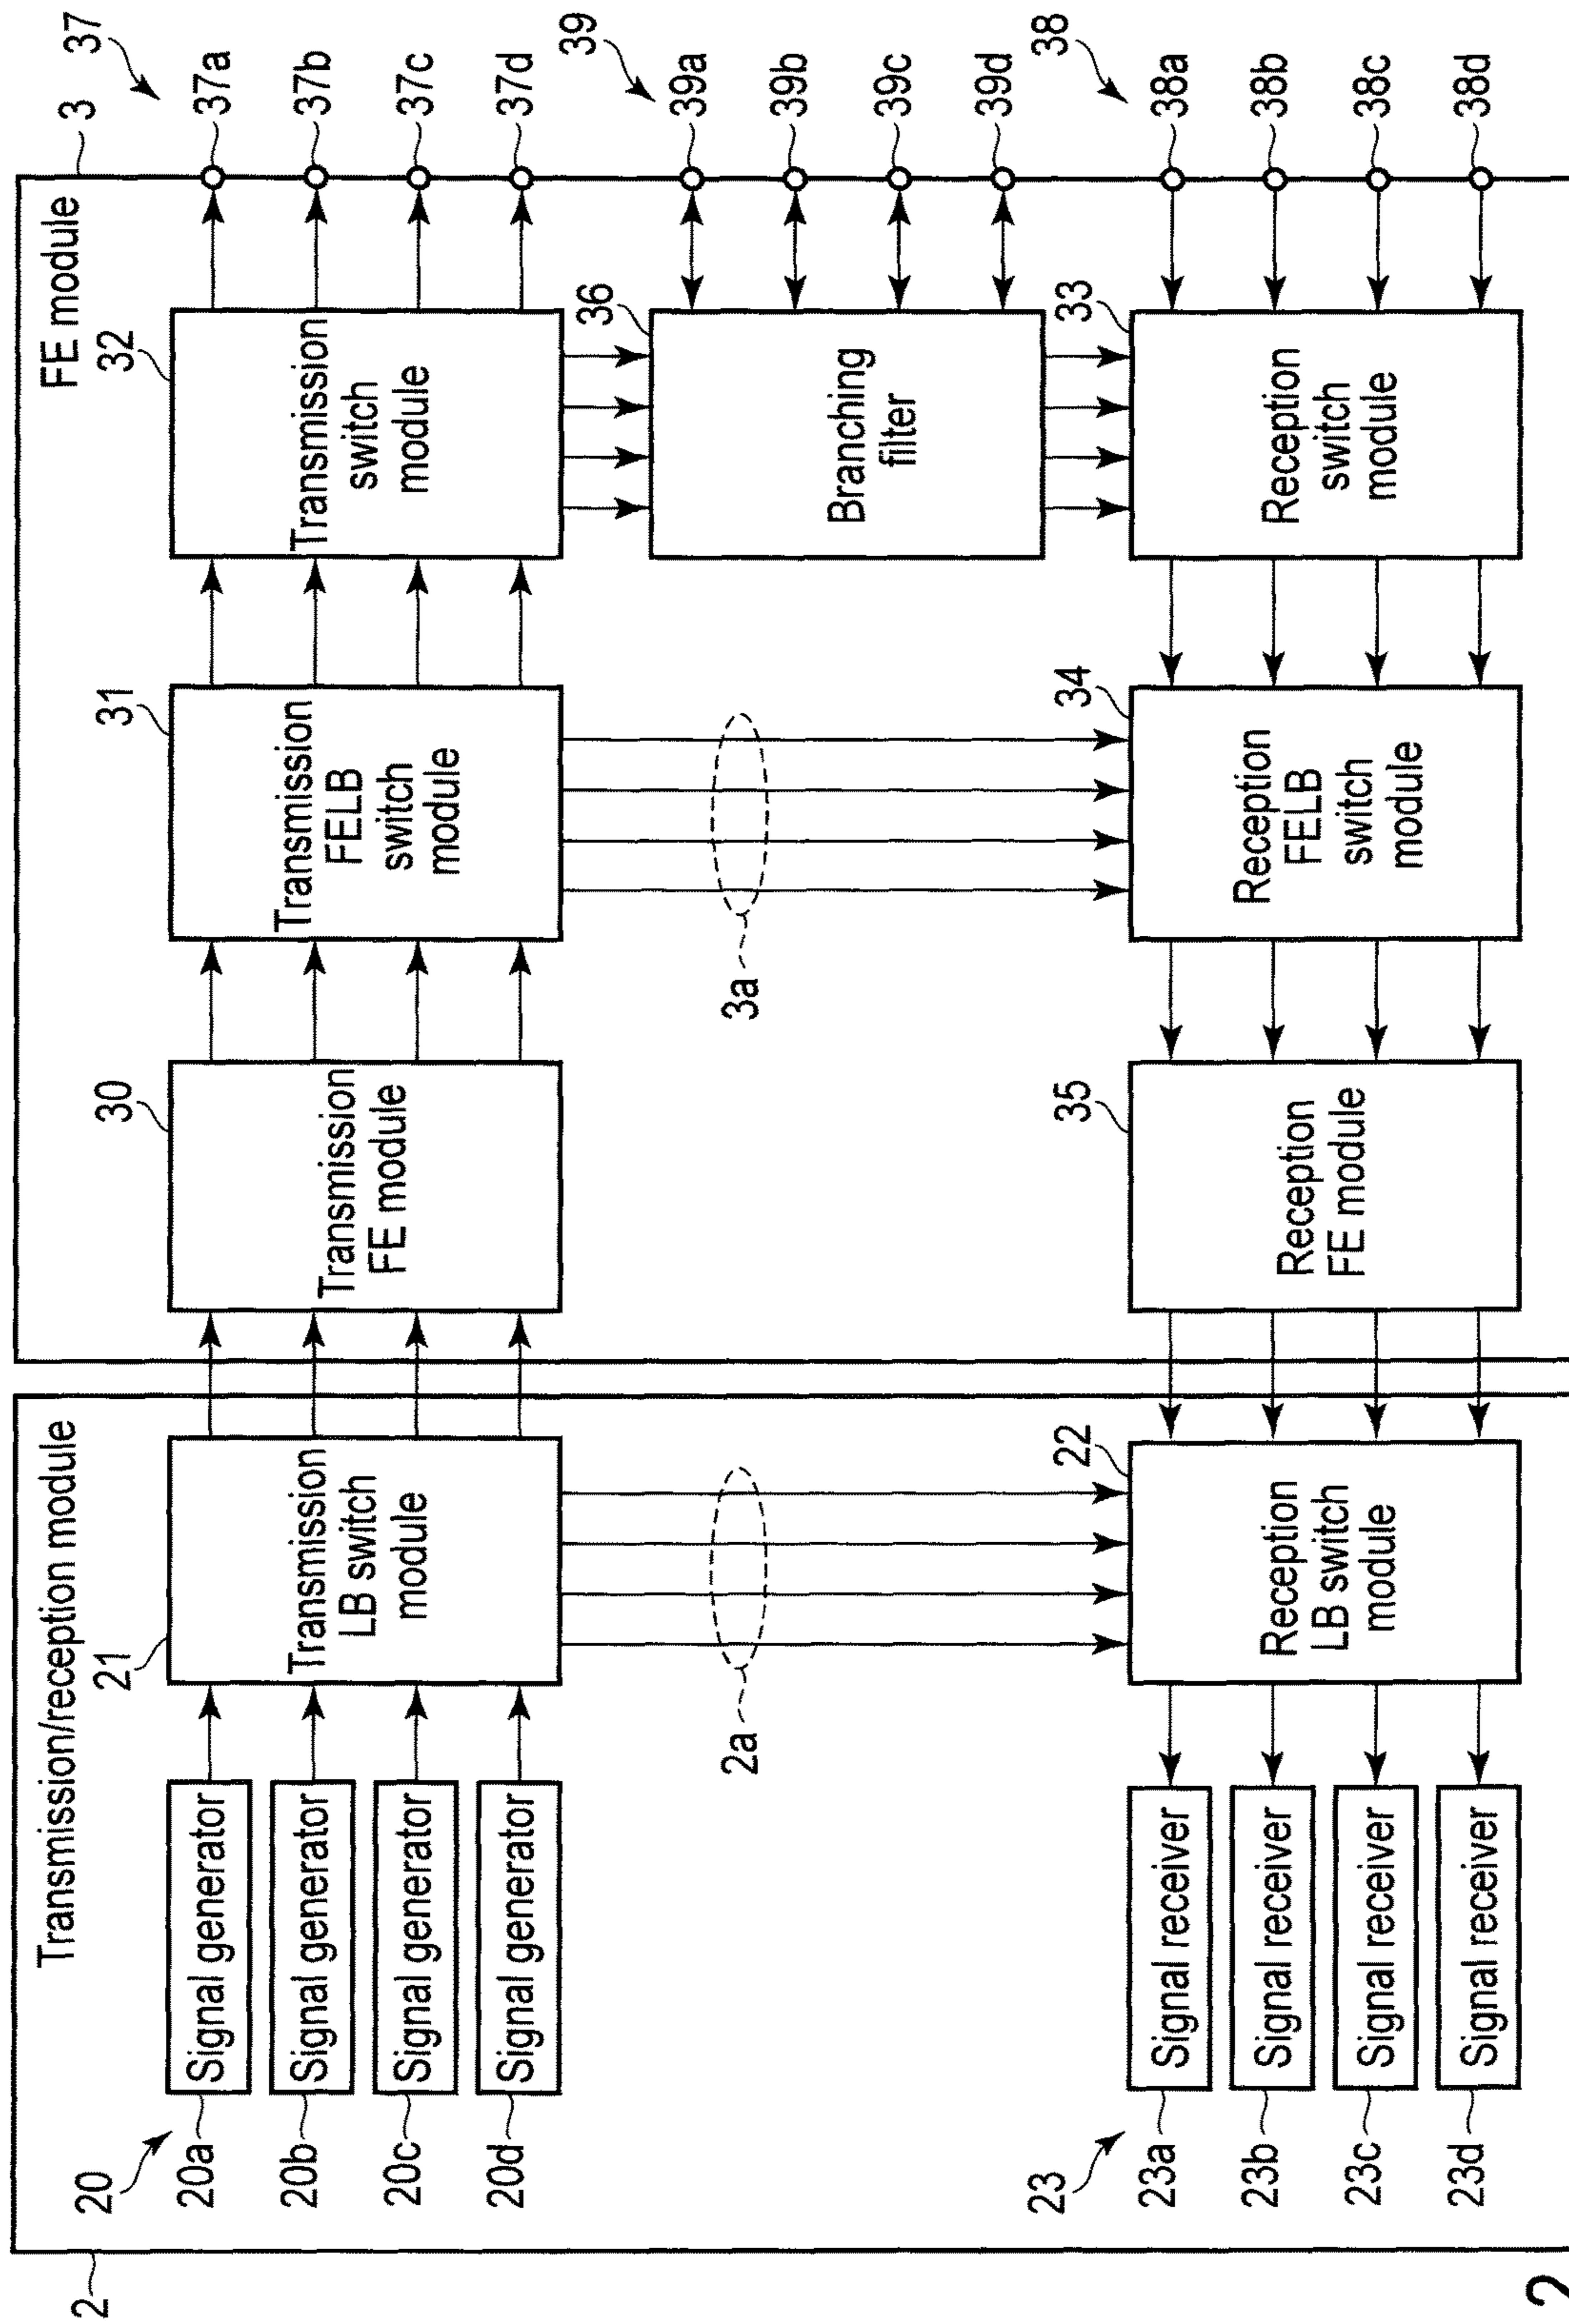 2
Transmission/reception module
20
20a
Signal generator
20b
Signal generator
20c
Signal generator
20d
Signal generator
21
Transmission
LB switch
module
2a
22
Reception
LB switch
module
23
23a
Signal receiver
23b
Signal receiver
23c
Signal receiver
23d
Signal receiver
3
FE module
30
Transmission
FE module
31
Transmission
FELB
switch
module
32
Transmission
switch
module
37
37a
37b
37c
37d
3a
36
Branching
filter
39
39a
39b
39c
39d
35
Reception
FE module
34
Reception
FELB
switch
module
33
Reception
switch
module
38
38a
38b
38c
38d
2